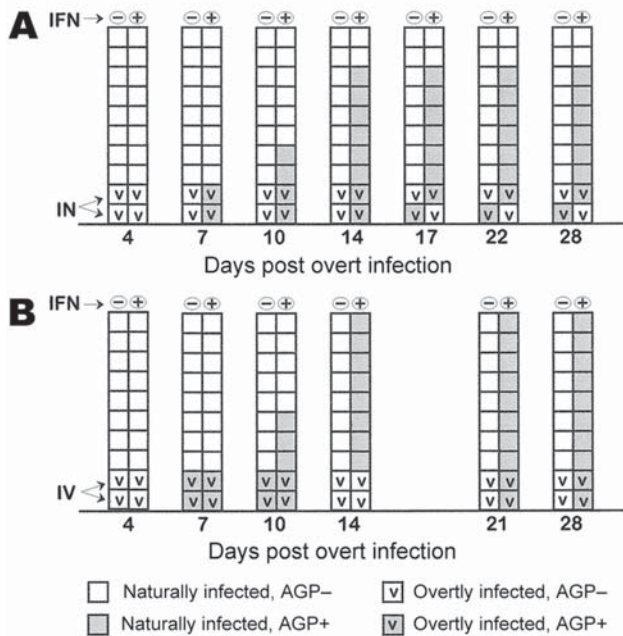 A IFN→ − + − + − + − + − + − + − +
v v v v v v v v v v v v v v
IN v v v v v v v v v v v v v v
4 7 10 14 17 22 28
Days post overt infection
B IFN→ − + − + − + − + − + − +
v v v v v v v v v v v v
IV v v v v v v v v v v v v
4 7 10 14 21 28
Days post overt infection
Naturally infected, AGP− v Overtly infected, AGP−
Naturally infected, AGP+ v Overtly infected, AGP+